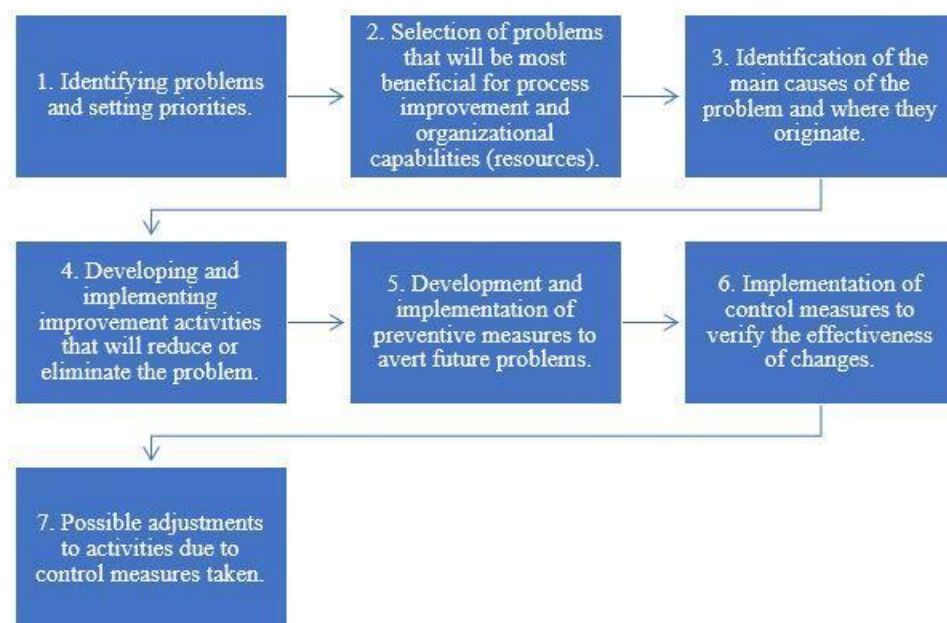 1. Identifying problems
and setting priorities.
2. Selection of problems
that will be most
beneficial for process
improvement and
organizational
capabilities (resources).
3. Identification of the
main causes of the
problem and where they
originate.
4. Developing and
implementing
improvement activities
that will reduce or
eliminate the problem.
5. Development and
implementation of
preventive measures to
avert future problems.
6. Implementation of
control measures to
verify the effectiveness
of changes.
7. Possible adjustments
to activities due to
control measures taken.